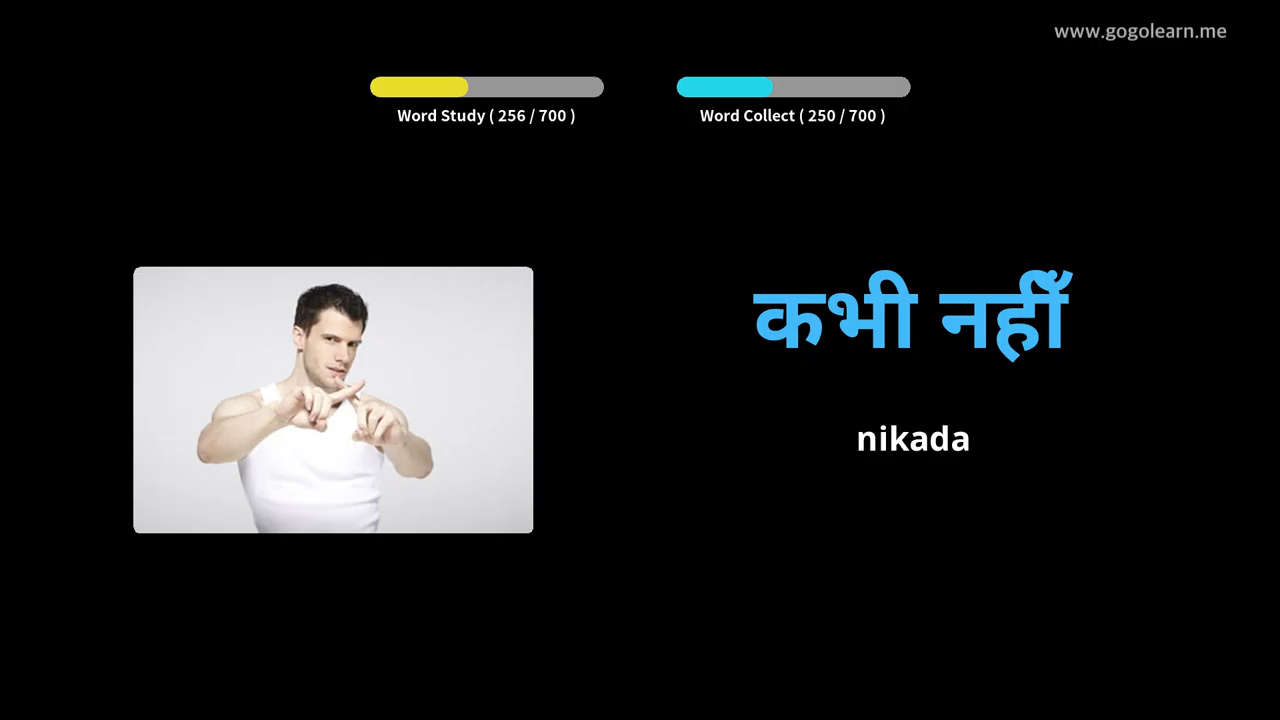 www.gogolearn.me
Word Study ( 256 / 700 )
Word Collect ( 250 / 700 )
कभी नहीँ
nikada